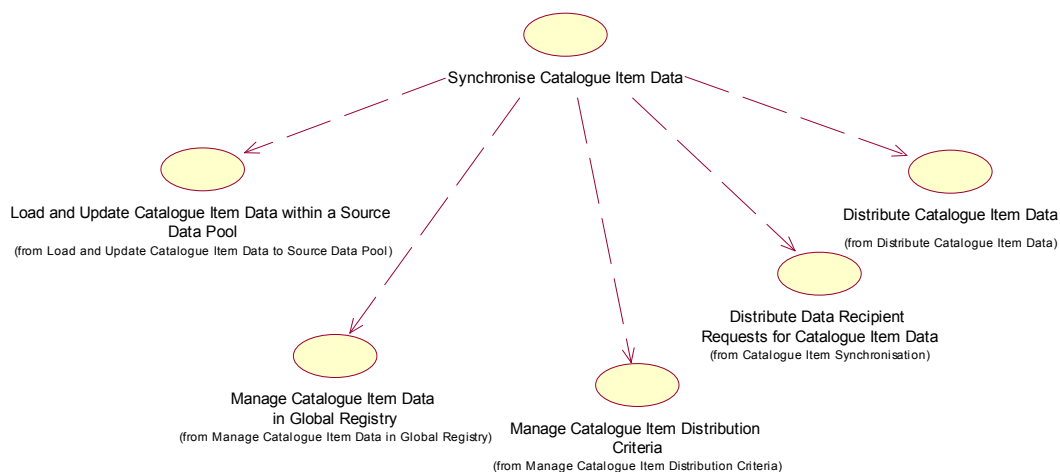 Synchronise Catalogue Item Data
Load and Update Catalogue Item Data within a Source
Data Pool
(from Load and Update Catalogue Item Data to Source Data Pool)
Distribute Catalogue Item Data
(from Distribute Catalogue Item Data)
Distribute Data Recipient
Requests for Catalogue Item Data
(from Catalogue Item Synchronisation)
Manage Catalogue Item Data
in Global Registry
(from Manage Catalogue Item Data in Global Registry)
Manage Catalogue Item Distribution
Criteria
(from Manage Catalogue Item Distribution Criteria)